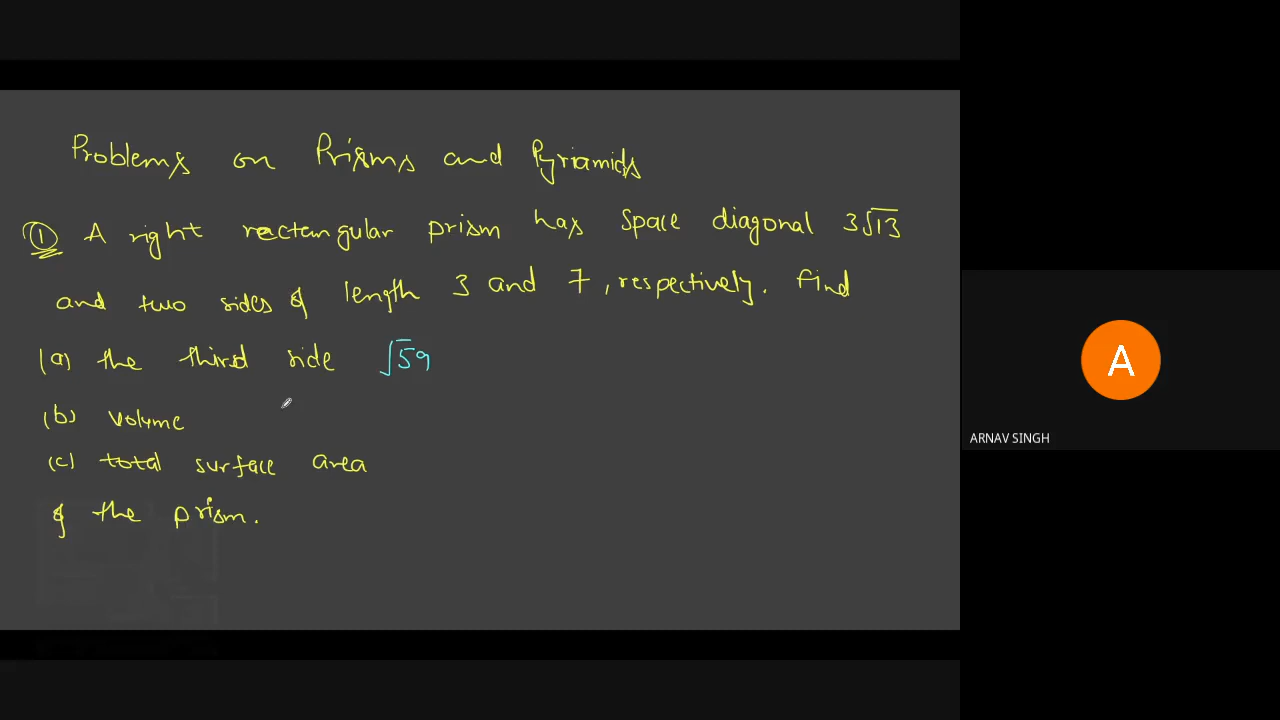 Problems on Prisms and Pyriamids
① A right rectangular prism has space diagonal 3√13
and two sides of length 3 and 7, respectively. Find
(a) the third side √59
(b) volume
(c) total surface area
of the prism.
A
ARNAV SINGH